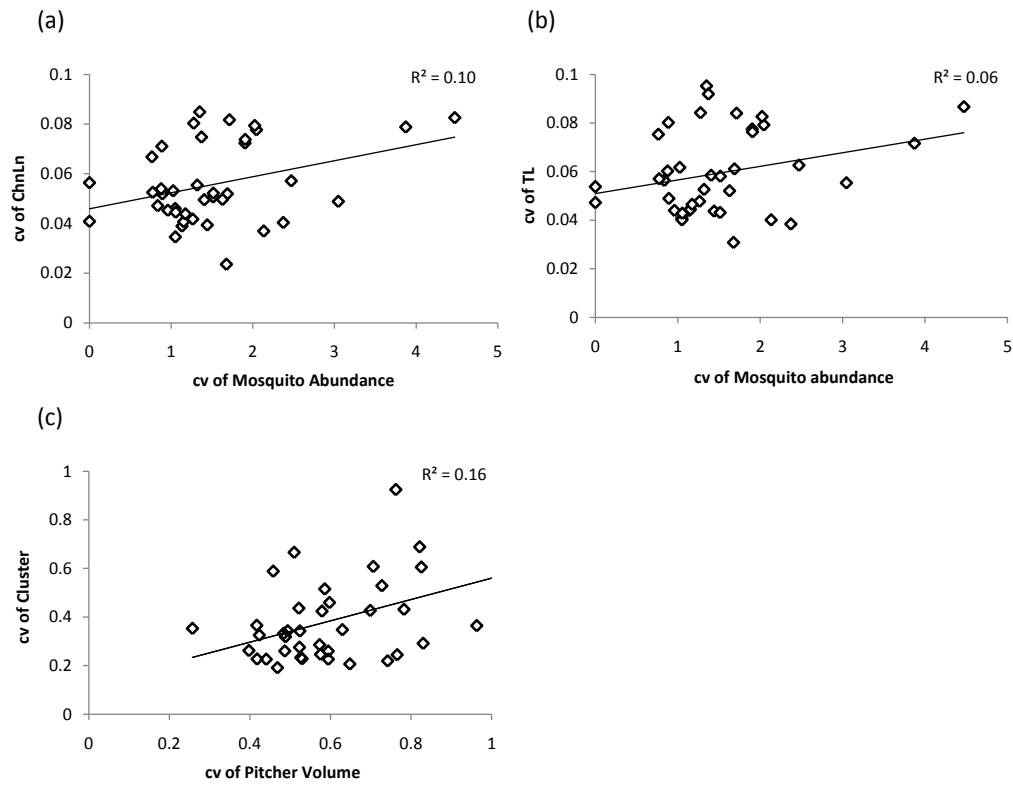 (a)
R² = 0.10
0.1
0.08
0.06
0.04
0.02
0
cv of ChnLn
0 1 2 3 4 5
cv of Mosquito Abundance
(b)
R² = 0.06
0.1
0.08
0.06
0.04
0.02
0
cv of TL
0 1 2 3 4 5
cv of Mosquito abundance
(c)
R² = 0.16
1
0.8
0.6
0.4
0.2
0
cv of Cluster
0 0.2 0.4 0.6 0.8 1
cv of Pitcher Volume